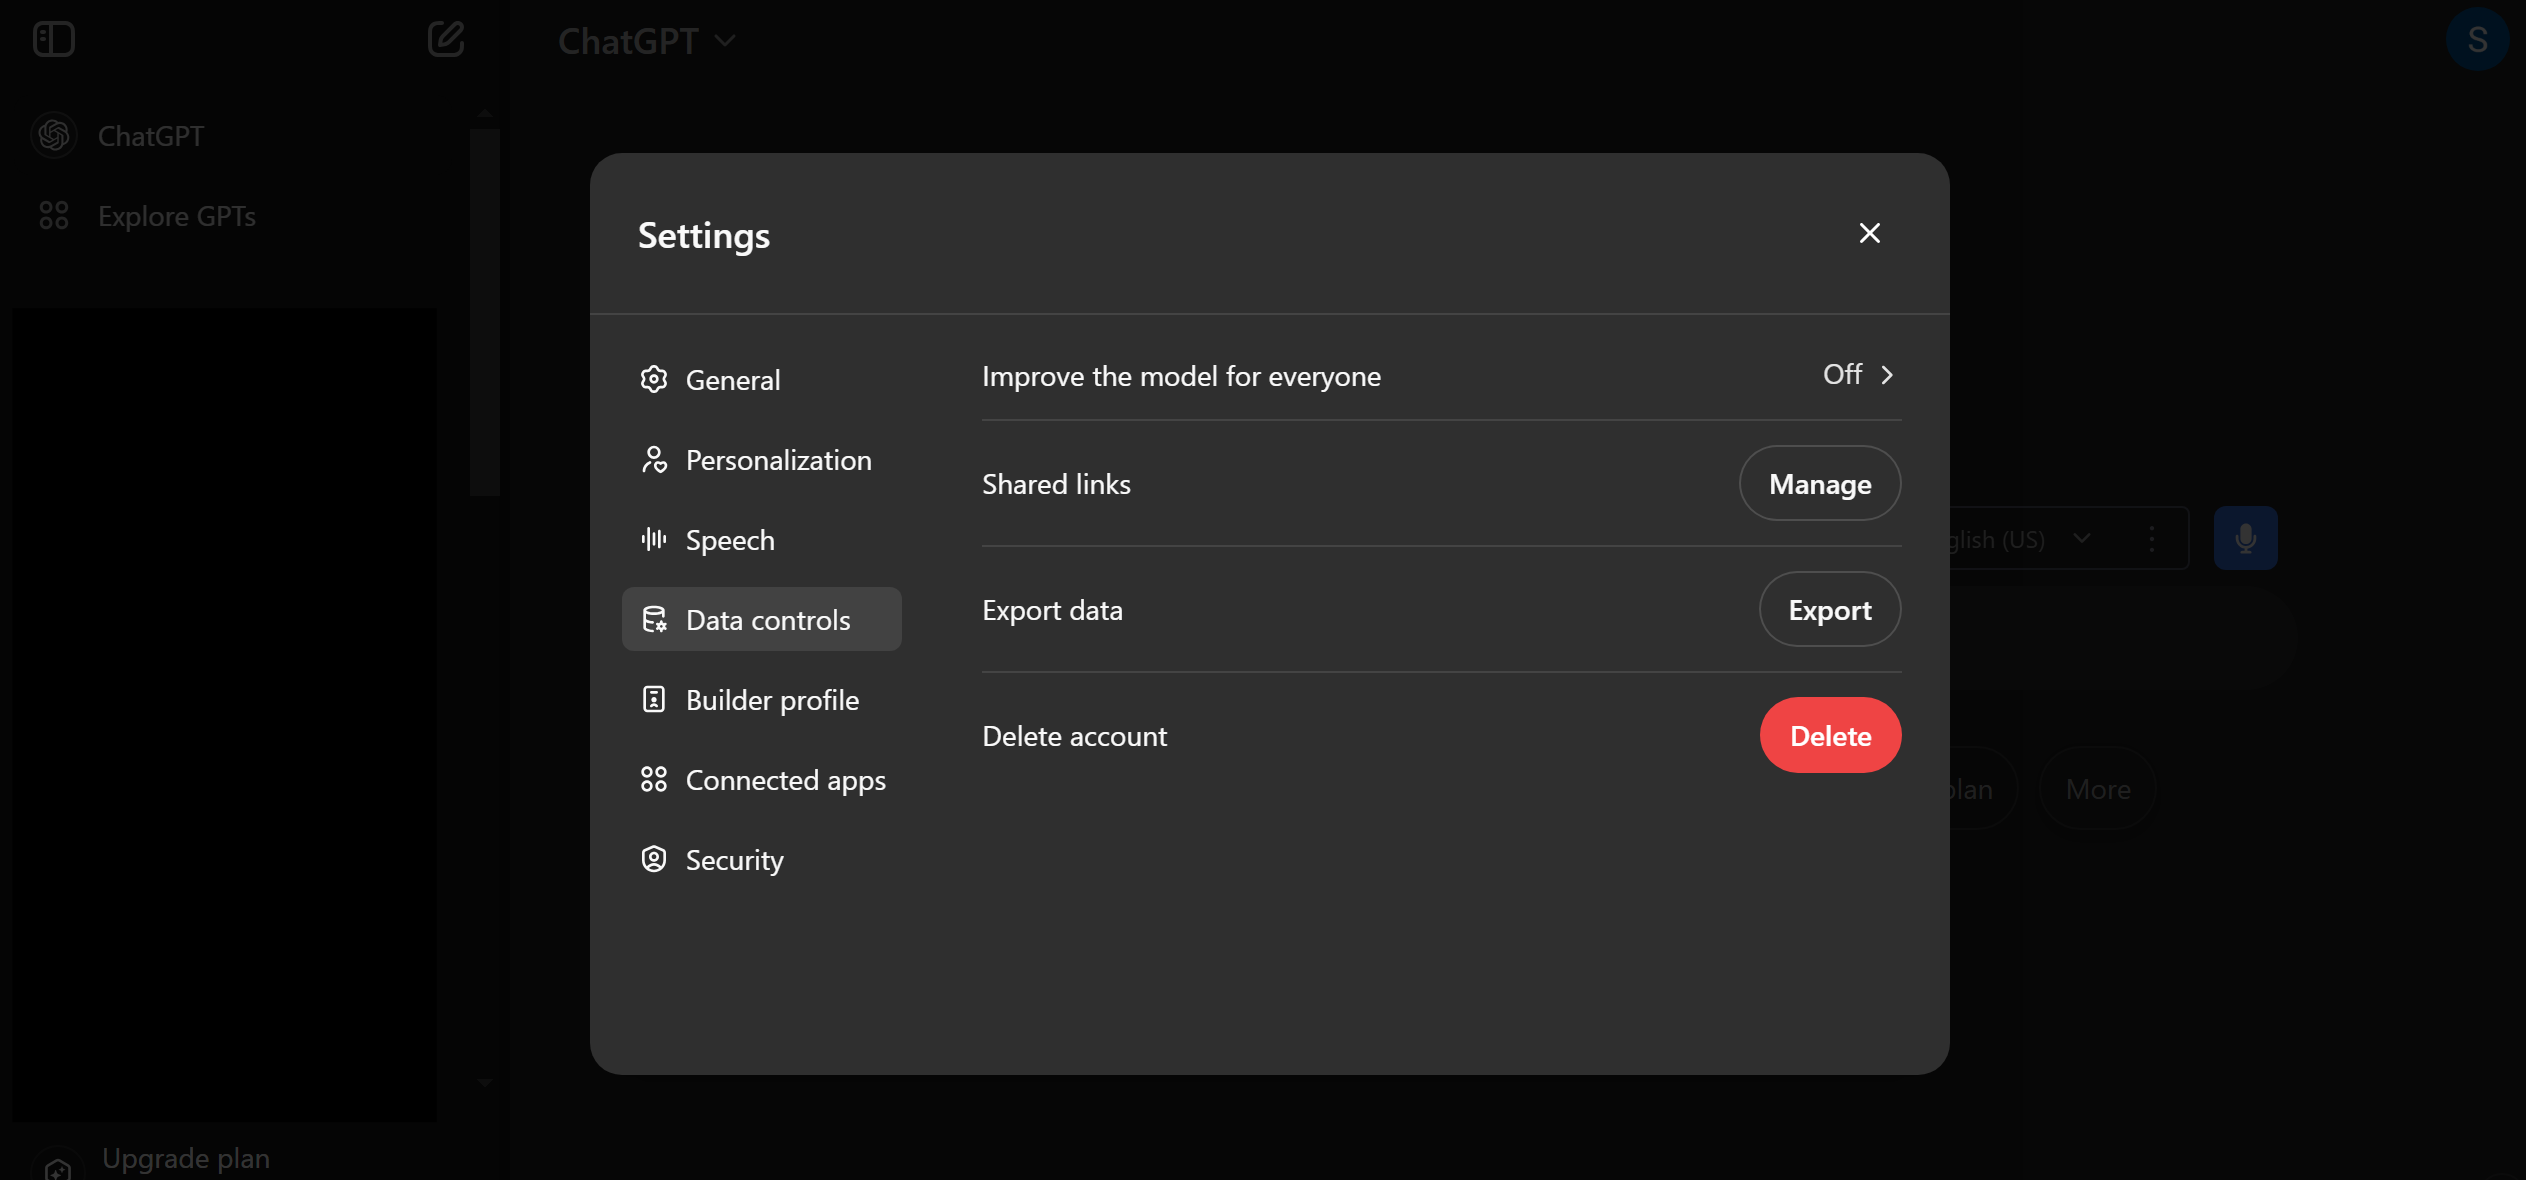 ChatGPT
S
ChatGPT
Explore GPTs
Settings
General
Personalization
Speech
Data controls
Builder profile
Connected apps
Security
Improve the model for everyone
Off
Shared links
Manage
Export data
Export
Delete account
Delete
glish (US)
plan
More
Upgrade plan